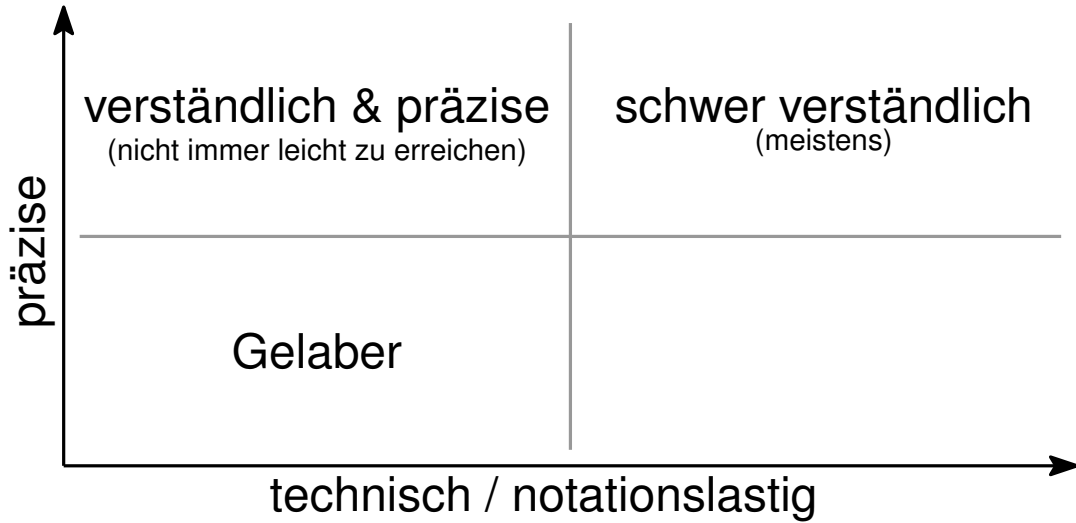 verständlich & präzise
(nicht immer leicht zu erreichen)
schwer verständlich
(meistens)
präzise
Gelaber
technisch / notationslastig